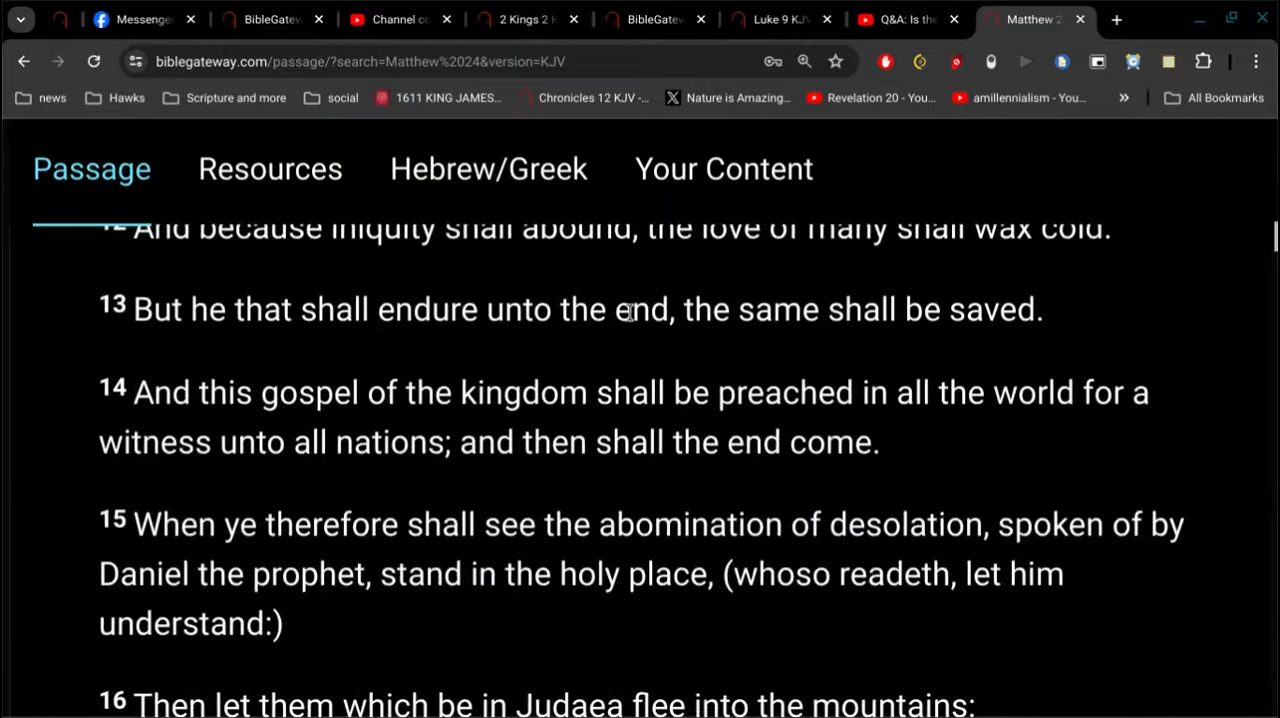 Messenger
BibleGatew
Channel co
2 Kings 2 K
BibleGatew
Luke 9 KJV
Q&A: Is the
Matthew 2
biblegateway.com/passage/?search=Matthew%2024&version=KJV
news
Hawks
Scripture and more
social
1611 KING JAMES...
Chronicles 12 KJV -...
Nature is Amazing...
Revelation 20 - You...
amillennialism - You...
All Bookmarks
Passage
Resources
Hebrew/Greek
Your Content
12 And because iniquity shall abound, the love of many shall wax cold.
13 But he that shall endure unto the end, the same shall be saved.
14 And this gospel of the kingdom shall be preached in all the world for a
witness unto all nations; and then shall the end come.
15 When ye therefore shall see the abomination of desolation, spoken of by
Daniel the prophet, stand in the holy place, (whoso readeth, let him
understand:)
16 Then let them which be in Judaea flee into the mountains: